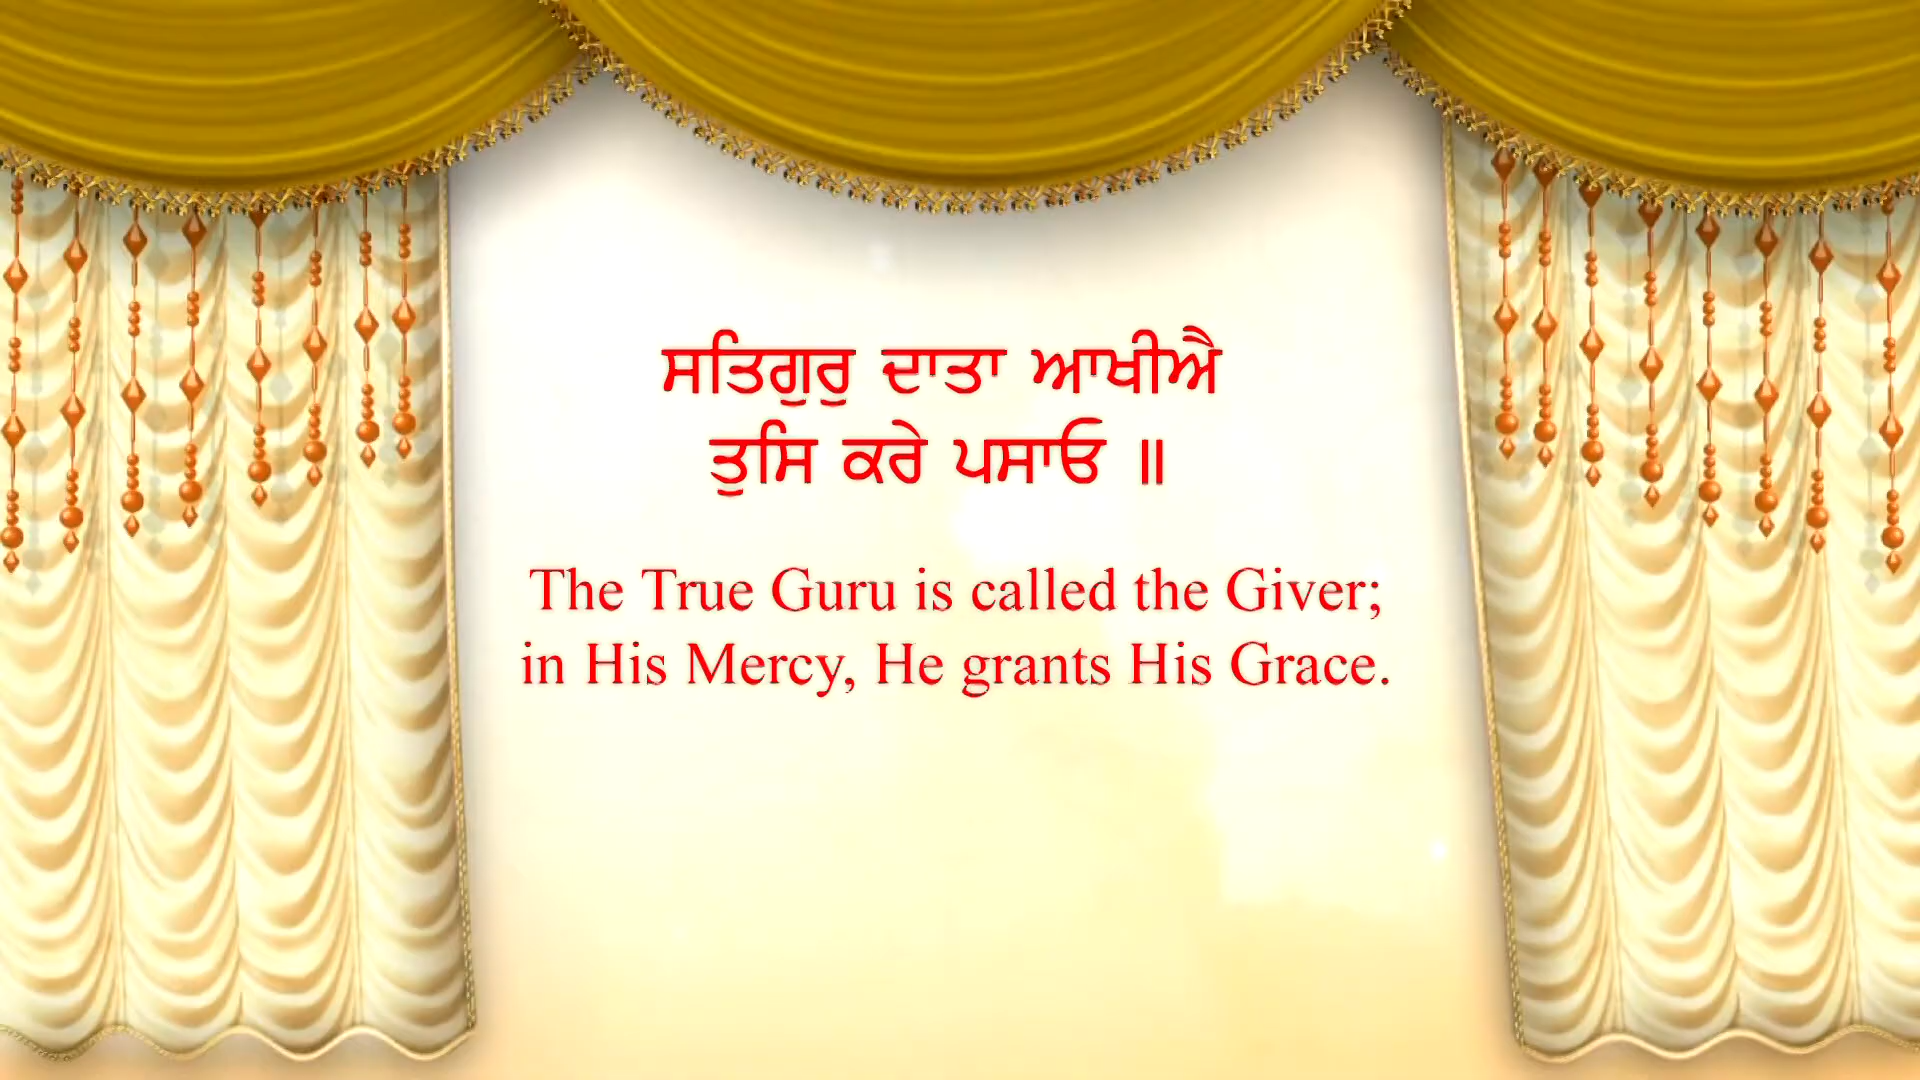 ਸਤਿਗੁਰੁ ਦਾਤਾ ਆਖੀਐ
ਤੁਸਿ ਕਰੇ ਪਸਾਓ ॥
The True Guru is called the Giver;
in His Mercy, He grants His Grace.